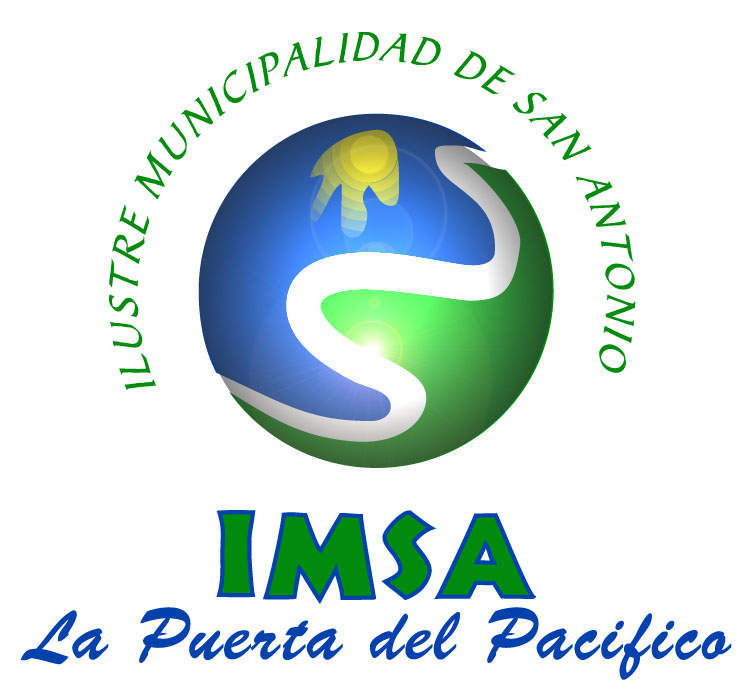 ILUSTRE MUNICIPALIDAD DE SAN ANTONIO
IMSA
La Puerta del Pacifico